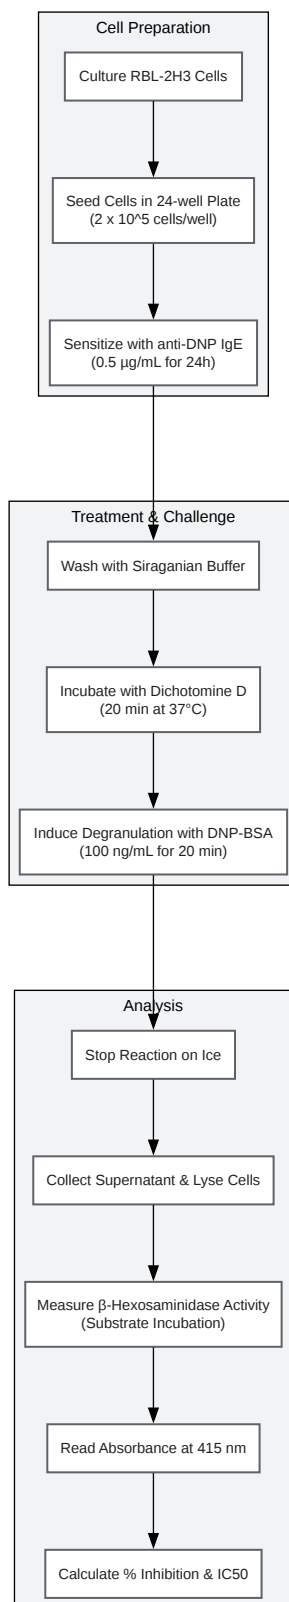 Cell Preparation
Culture RBL-2H3 Cells
Seed Cells in 24-well Plate
(2 x 10^5 cells/well)
Sensitize with anti-DNP IgE
(0.5 µg/mL for 24h)
Treatment & Challenge
Wash with Siraganian Buffer
Incubate with Dichotomine D
(20 min at 37°C)
Induce Degranulation with DNP-BSA
(100 ng/mL for 20 min)
Analysis
Stop Reaction on Ice
Collect Supernatant & Lyse Cells
Measure β-Hexosaminidase Activity
(Substrate Incubation)
Read Absorbance at 415 nm
Calculate % Inhibition & IC50